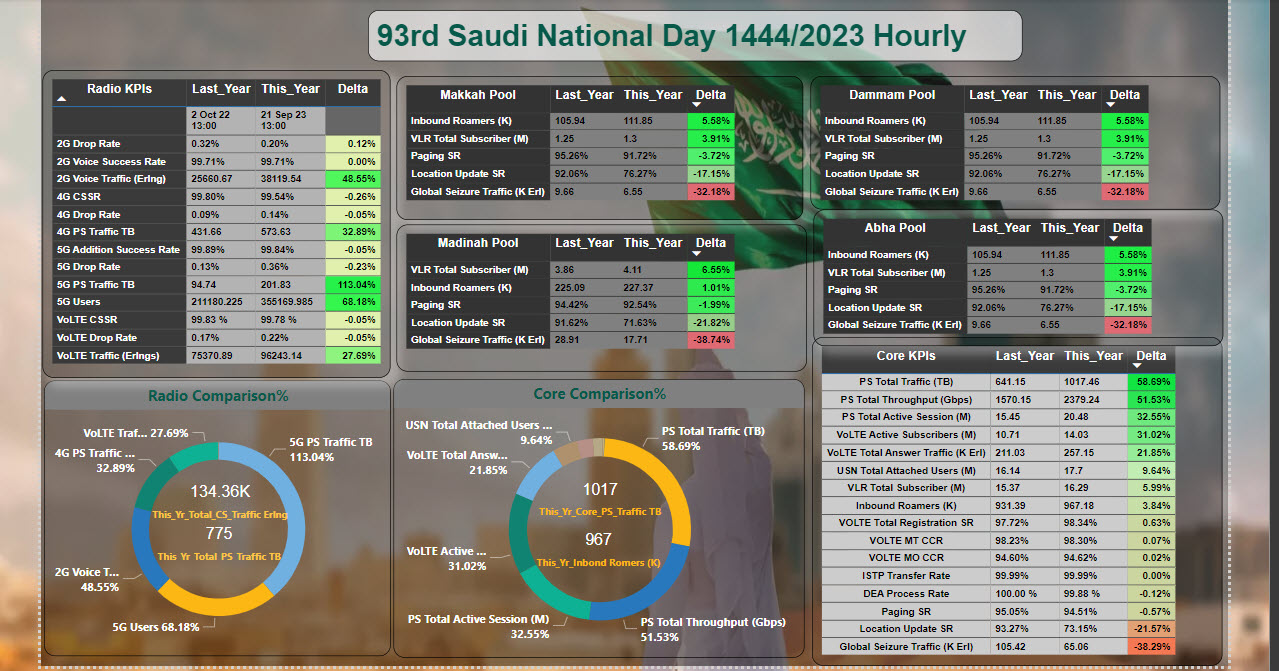 93rd Saudi National Day 1444/2023 Hourly
Radio KPIs Last_Year This_Year Delta
2 Oct 22 13:00 21 Sep 23 13:00
2G Drop Rate 0.32% 0.20% 0.12%
2G Voice Success Rate 99.71% 99.71% 0.00%
2G Voice Traffic (Erlng) 25660.67 38119.54 48.55%
4G CSSR 99.80% 99.54% -0.26%
4G Drop Rate 0.09% 0.14% -0.05%
4G PS Traffic TB 431.66 573.63 32.89%
5G Addition Success Rate 99.89% 99.84% -0.05%
5G Drop Rate 0.13% 0.36% -0.23%
5G PS Traffic TB 94.74 201.83 113.04%
5G Users 211180.225 355169.985 68.18%
VoLTE CSSR 99.83 % 99.78 % -0.05%
VoLTE Drop Rate 0.17% 0.22% -0.05%
VoLTE Traffic (Erlngs) 75370.89 96243.14 27.69%
Makkah Pool Last_Year This_Year Delta
Inbound Roamers (K) 105.94 111.85 5.58%
VLR Total Subscriber (M) 1.25 1.3 3.91%
Paging SR 95.26% 91.72% -3.72%
Location Update SR 92.06% 76.27% -17.15%
Global Seizure Traffic (K Erl) 9.66 6.55 -32.18%
Dammam Pool Last_Year This_Year Delta
Inbound Roamers (K) 105.94 111.85 5.58%
VLR Total Subscriber (M) 1.25 1.3 3.91%
Paging SR 95.26% 91.72% -3.72%
Location Update SR 92.06% 76.27% -17.15%
Global Seizure Traffic (K Erl) 9.66 6.55 -32.18%
Madinah Pool Last_Year This_Year Delta
VLR Total Subscriber (M) 3.86 4.11 6.55%
Inbound Roamers (K) 225.09 227.37 1.01%
Paging SR 94.42% 92.54% -1.99%
Location Update SR 91.62% 71.63% -21.82%
Global Seizure Traffic (K Erl) 28.91 17.71 -38.74%
Abha Pool Last_Year This_Year Delta
Inbound Roamers (K) 105.94 111.85 5.58%
VLR Total Subscriber (M) 1.25 1.3 3.91%
Paging SR 95.26% 91.72% -3.72%
Location Update SR 92.06% 76.27% -17.15%
Global Seizure Traffic (K Erl) 9.66 6.55 -32.18%
Radio Comparison%
VoLTE Traf... 27.69%
5G PS Traffic TB
113.04%
4G PS Traffic ...
32.89%
134.36K
This_Yr_Total_CS_Traffic Erlng
775
This Yr Total PS Traffic TB
2G Voice T...
48.55%
5G Users 68.18%
Core Comparison%
USN Total Attached Users ...
9.64%
PS Total Traffic (TB)
58.69%
VoLTE Total Answ...
21.85%
1017
This_Yr_Core_PS_Traffic TB
967
This_Yr_Inbond Romers (K)
VoLTE Active ...
31.02%
PS Total Active Session (M)
32.55%
PS Total Throughput (Gbps)
51.53%
Core KPIs Last_Year This_Year Delta
PS Total Traffic (TB) 641.15 1017.46 58.69%
PS Total Throughput (Gbps) 1570.15 2379.24 51.53%
PS Total Active Session (M) 15.45 20.48 32.55%
VoLTE Active Subscribers (M) 10.71 14.03 31.02%
VoLTE Total Answer Traffic (K Erl) 211.03 257.15 21.85%
USN Total Attached Users (M) 16.14 17.7 9.64%
VLR Total Subscriber (M) 15.37 16.29 5.99%
Inbound Roamers (K) 931.39 967.18 3.84%
VOLTE Total Registration SR 97.72% 98.34% 0.63%
VOLTE MT CCR 98.23% 98.30% 0.07%
VOLTE MO CCR 94.60% 94.62% 0.02%
ISTP Transfer Rate 99.99% 99.99% 0.00%
DEA Process Rate 100.00 % 99.88 % -0.12%
Paging SR 95.05% 94.51% -0.57%
Location Update SR 93.27% 73.15% -21.57%
Global Seizure Traffic (K Erl) 105.42 65.06 -38.29%